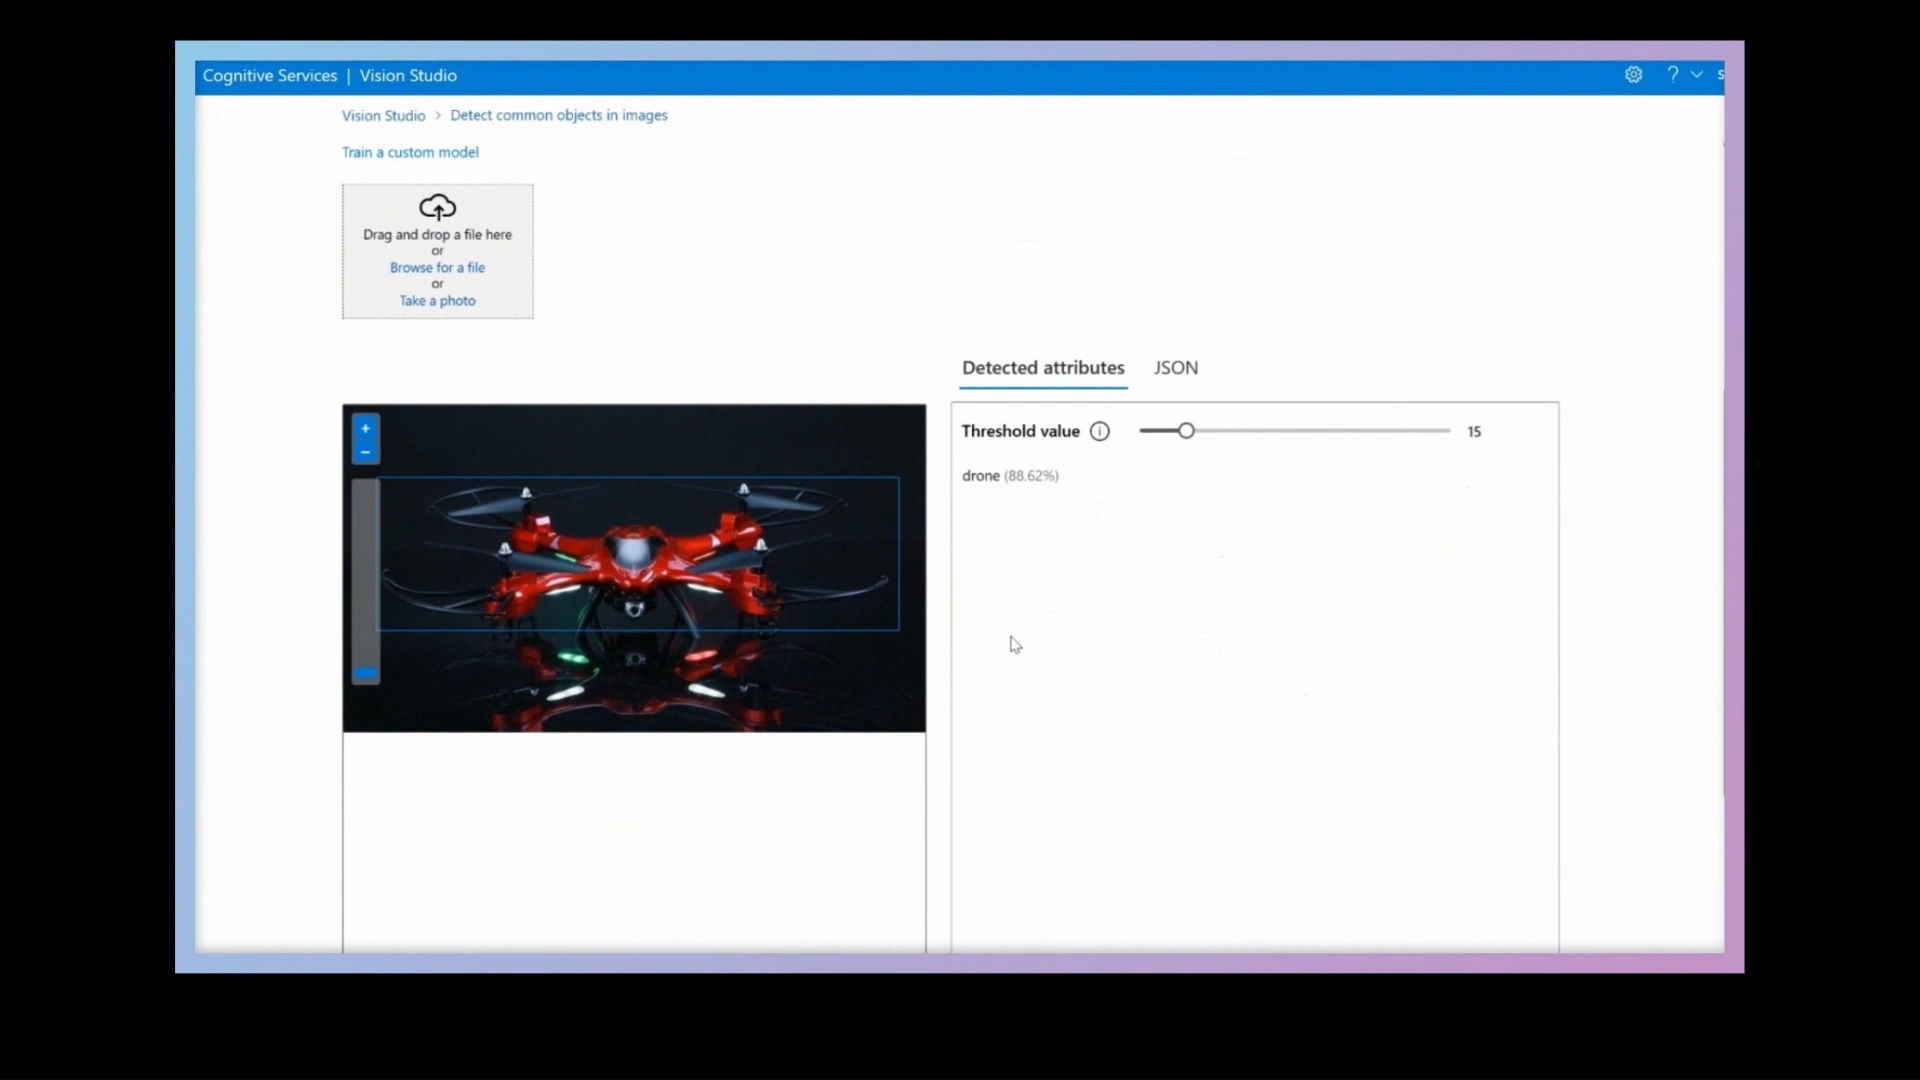 Cognitive Services | Vision Studio
Vision Studio > Detect common objects in images
Train a custom model
Drag and drop a file here
or
Browse for a file
or
Take a photo
Detected attributes JSON
Threshold value 15
drone (88.62%)